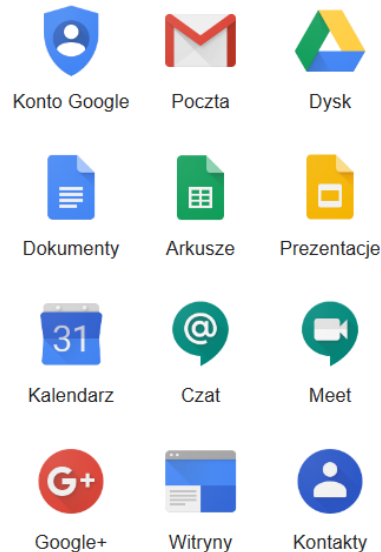 Konto Google Poczta Dysk
Dokumenty Arkusze Prezentacje
31 @
Kalendarz Czat Meet
G+
Google+ Witryny Kontakty